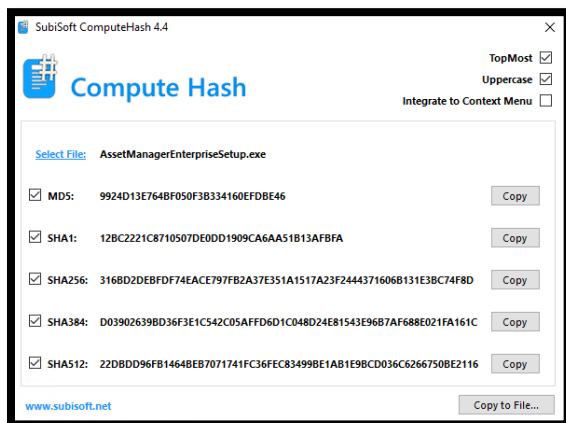 SubiSoft ComputeHash 4.4
Compute Hash
TopMost
Uppercase
Integrate to Context Menu
Select File: AssetManagerEnterpriseSetup.exe
MD5: 9924D13E764BF050F3B334160EFDBE46 Copy
SHA1: 12BC2221C8710507DE0DD1909CA6AA51B13AFBFA Copy
SHA256: 316BD2DEBFDF74EACE797FB2A37E351A1517A23F2444371606B131E3BC74F8D Copy
SHA384: D03902639BD36F3E1C542C05AFFD6D1C048D24E81543E96B7AF688E021FA161C Copy
SHA512: 22DBDD96FB1464BEB7071741FC36FEC83499BE1AB1E9BCD036C6266750BE2116 Copy
www.subisoft.net Copy to File...